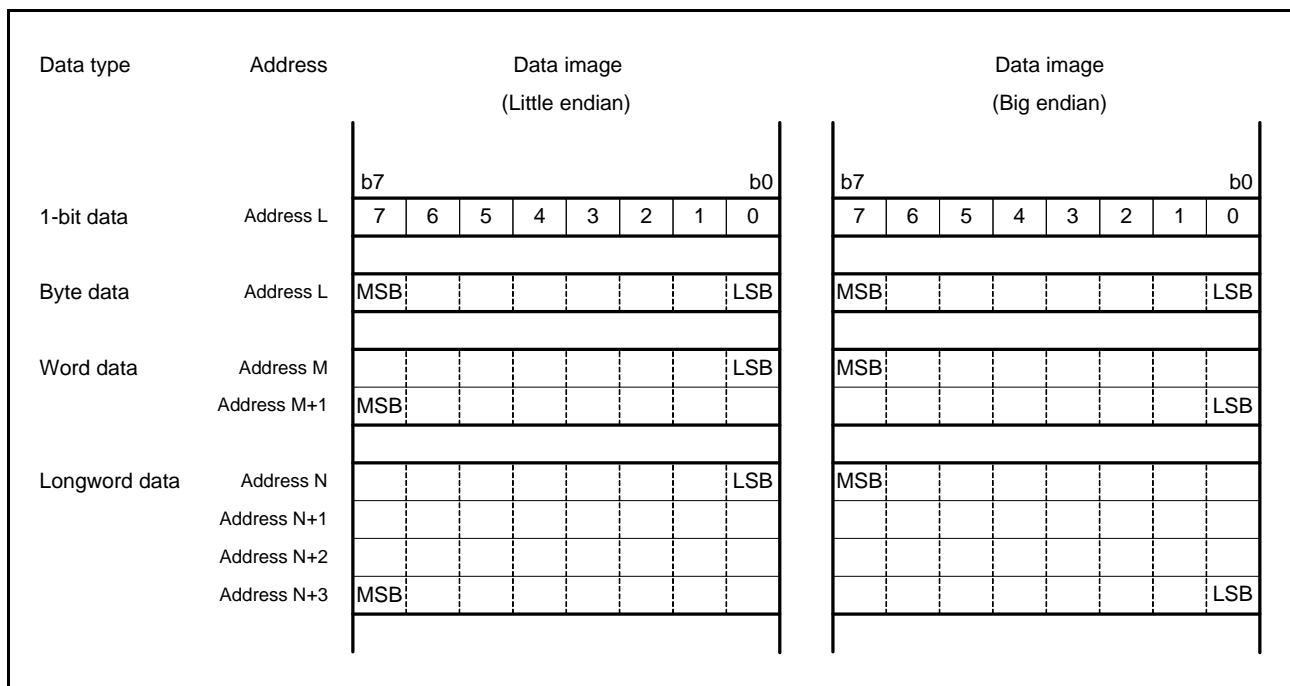 Data type Address Data image Data image
(Little endian) (Big endian)
b7 b0 b7 b0
1-bit data Address L 7 6 5 4 3 2 1 0 7 6 5 4 3 2 1 0
Byte data Address L MSB LSB MSB LSB
Word data Address M LSB MSB
Address M+1 MSB LSB
Longword data Address N LSB MSB
Address N+1
Address N+2
Address N+3 MSB LSB